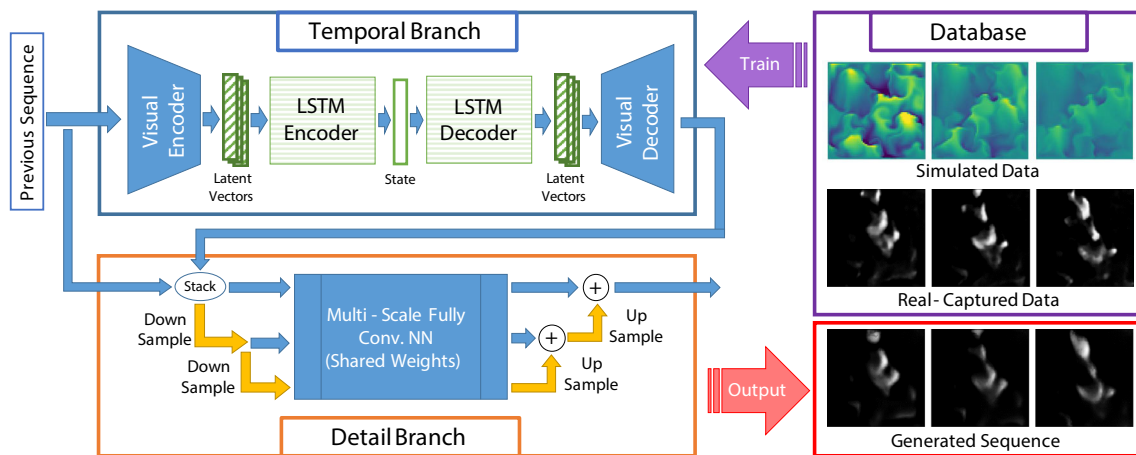 Previous Sequence
Temporal Branch
Visual
Encoder
Latent
Vectors
LSTM
Encoder
State
LSTM
Decoder
Latent
Vectors
Visual
Decoder
Train
Database
Simulated Data
Real - Captured Data
Stack
Down
Sample
Down
Sample
Multi - Scale Fully
Conv. NN
(Shared Weights)
+
+
Up
Sample
Up
Sample
Detail Branch
Output
Generated Sequence